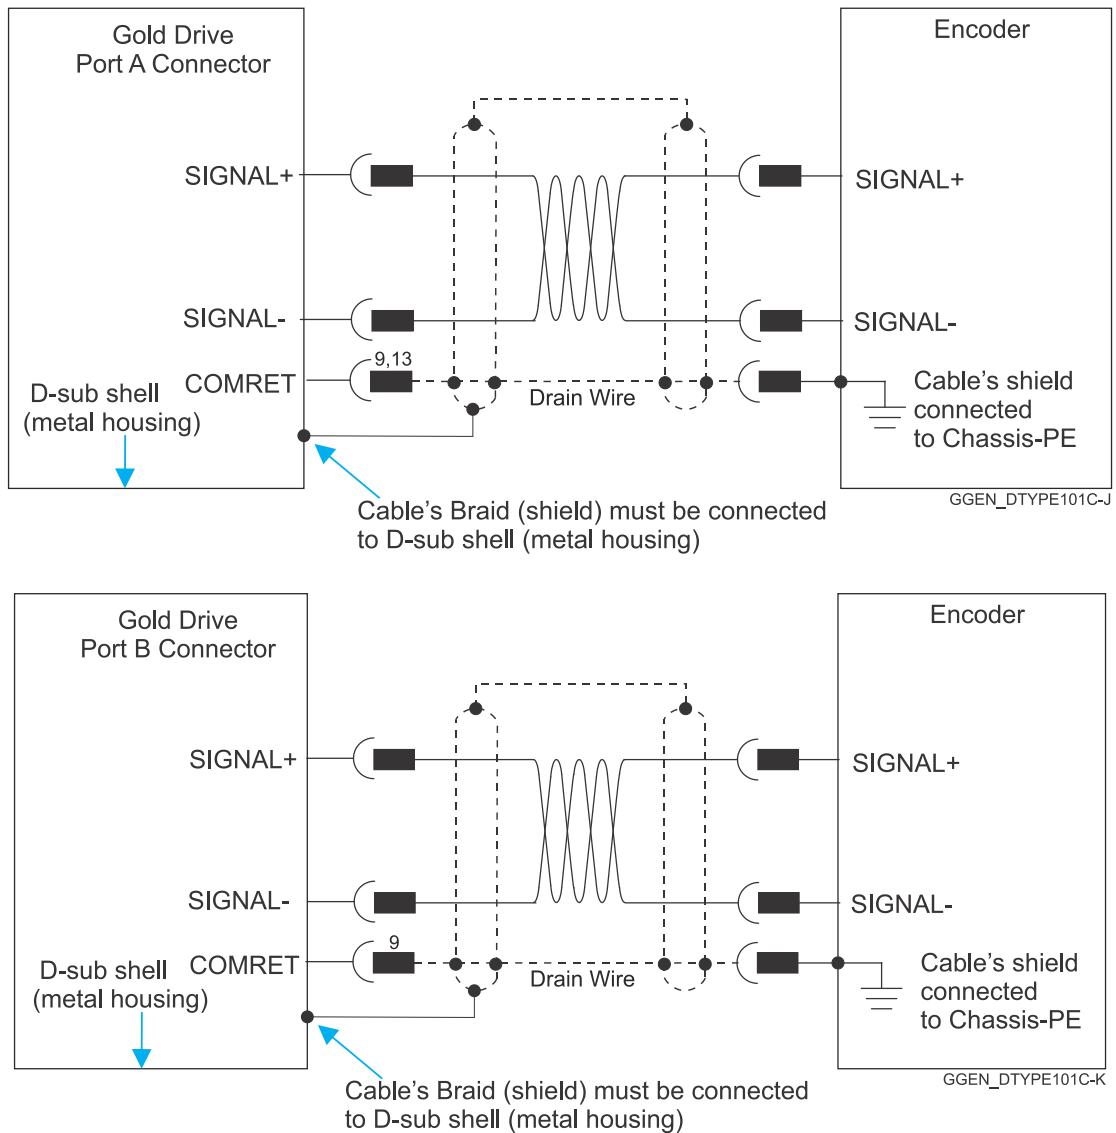 Gold Drive
Port A Connector
Encoder
SIGNAL+
SIGNAL+
SIGNAL-
SIGNAL-
9,13
COMRET
Drain Wire
D-sub shell
(metal housing)
Cable's shield
connected
to Chassis-PE
GGEN_DTYPE101C-J
Cable's Braid (shield) must be connected
to D-sub shell (metal housing)
Gold Drive
Port B Connector
Encoder
SIGNAL+
SIGNAL+
SIGNAL-
SIGNAL-
9
COMRET
Drain Wire
D-sub shell
(metal housing)
Cable's shield
connected
to Chassis-PE
GGEN_DTYPE101C-K
Cable's Braid (shield) must be connected
to D-sub shell (metal housing)